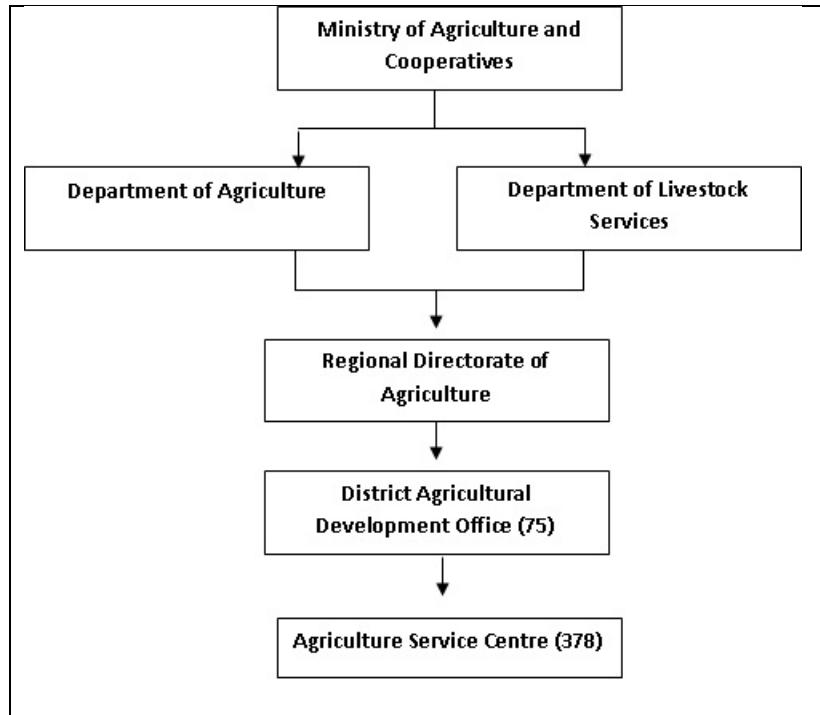 Ministry of Agriculture and
Cooperatives
Department of Agriculture
Department of Livestock
Services
Regional Directorate of
Agriculture
District Agricultural
Development Office (75)
Agriculture Service Centre (378)